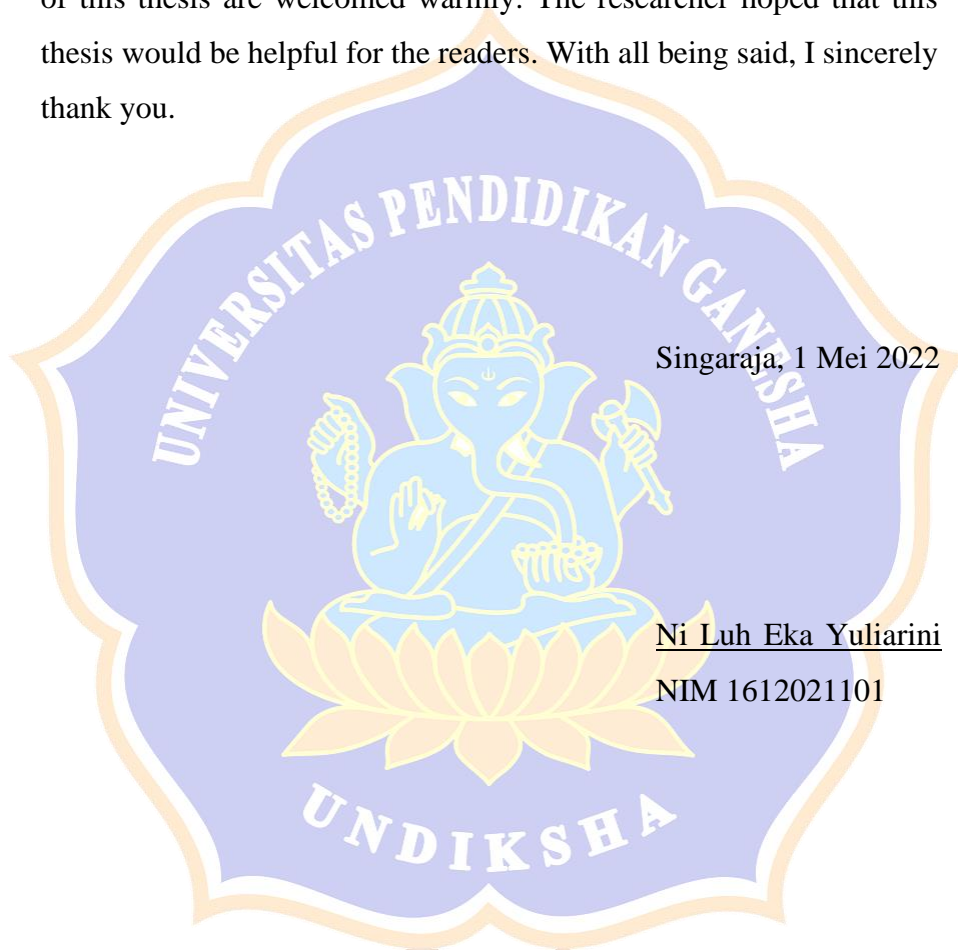 of this thesis are welcomed warmly. The researcher hoped that this
thesis would be helpful for the readers. With all being said, I sincerely
thank you.
UNIVERSITAS PENDIDIKAN GANESHA
Singaraja, 1 Mei 2022
Ni Luh Eka Yuliarini
NIM 1612021101
UNDIKSHA